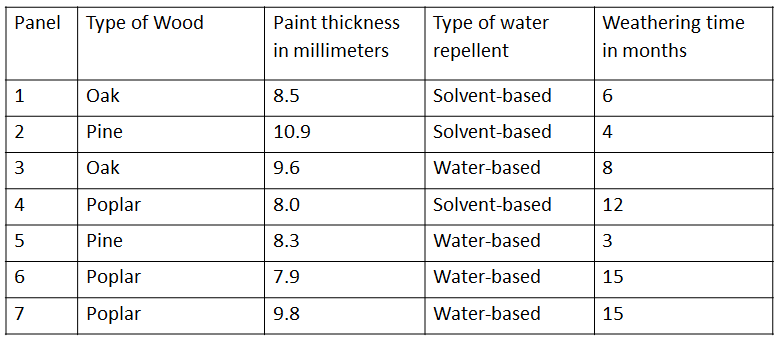 Panel Type of Wood Paint thickness in millimeters Type of water repellent Weathering time in months
1 Oak 8.5 Solvent-based 6
2 Pine 10.9 Solvent-based 4
3 Oak 9.6 Water-based 8
4 Poplar 8.0 Solvent-based 12
5 Pine 8.3 Water-based 3
6 Poplar 7.9 Water-based 15
7 Poplar 9.8 Water-based 15